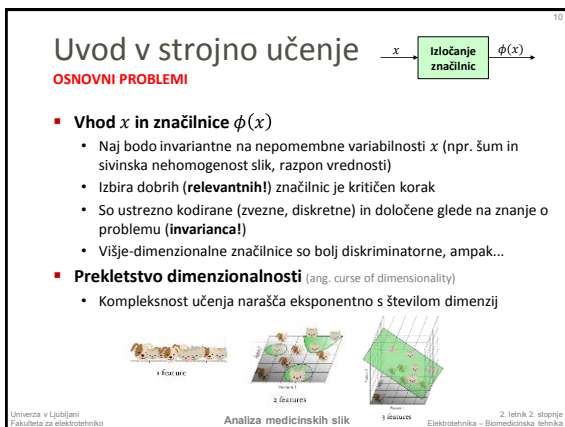 10
Uvod v strojno učenje
OSNOVNI PROBLEMI
x
Izločanje
značilnic
ϕ(x)
▪ Vhod x in značilnice ϕ(x)
• Naj bodo invariantne na nepomembne variabilnosti x (npr. šum in
sivinska nehomogenost slik, razpon vrednosti)
• Izbira dobrih (relevantnih!) značilnic je kritičen korak
• So ustrezno kodirane (zvezne, diskretne) in določene glede na znanje o
problemu (invarianca!)
• Višje-dimenzionalne značilnice so bolj diskriminatorne, ampak...
▪ Prekletstvo dimenzionalnosti (ang. curse of dimensionality)
• Kompleksnost učenja narašča eksponentno s številom dimenzij
1 feature
2 features
3 features
Univerza v Ljubljani
Fakulteta za elektrotehniko
Analiza medicinskih slik
2. letnik 2. stopnje
Elektrotehnika – Biomedicinska tehnika